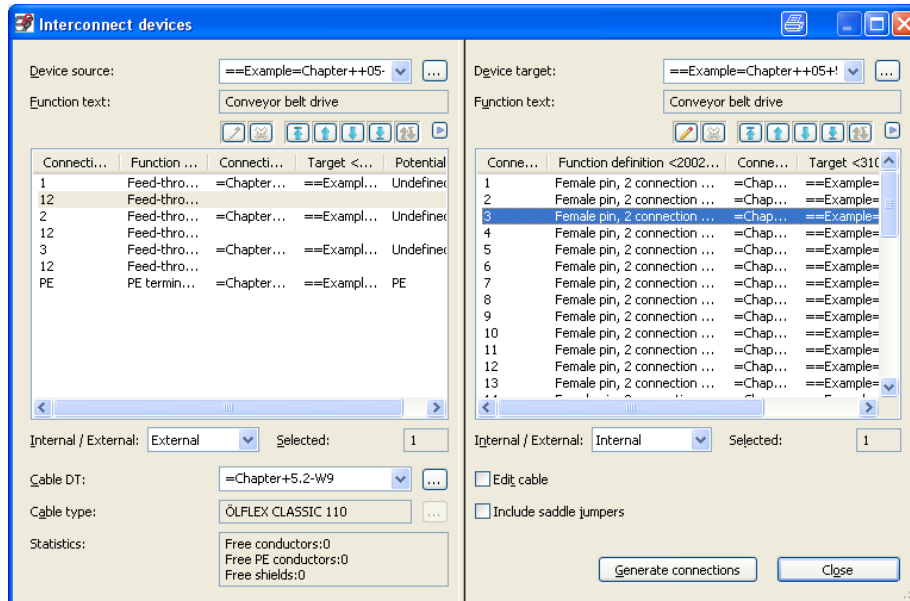 Interconnect devices
Device source:
==Example=Chapter++05-
...
Function text:
Conveyor belt drive
Connecti... Function ... Connecti... Target <... Potential
1 Feed-thro... =Chapter... ==Exampl... Undefined
12 Feed-thro...
2 Feed-thro... =Chapter... ==Exampl... Undefined
12 Feed-thro...
3 Feed-thro... =Chapter... ==Exampl... Undefined
12 Feed-thro...
PE PE termin... =Chapter... ==Exampl... PE
Internal / External: External Selected: 1
Cable DT: =Chapter+5.2-W9 ...
Cable type: ÖLFLEX CLASSIC 110 ...
Statistics: Free conductors:0
Free PE conductors:0
Free shields:0
Device target:
==Example=Chapter++05+
...
Function text:
Conveyor belt drive
Conne... Function definition <2002... Conne... Target <310
1 Female pin, 2 connection ... =Chap... ==Example=
2 Female pin, 2 connection ... =Chap... ==Example=
3 Female pin, 2 connection ... =Chap... ==Example=
4 Female pin, 2 connection ... =Chap... ==Example=
5 Female pin, 2 connection ... =Chap... ==Example=
6 Female pin, 2 connection ... =Chap... ==Example=
7 Female pin, 2 connection ... =Chap... ==Example=
8 Female pin, 2 connection ... =Chap... ==Example=
9 Female pin, 2 connection ... =Chap... ==Example=
10 Female pin, 2 connection ... =Chap... ==Example=
11 Female pin, 2 connection ... =Chap... ==Example=
12 Female pin, 2 connection ... =Chap... ==Example=
13 Female pin, 2 connection ... =Chap... ==Example=
Internal / External: Internal Selected: 1
Edit cable
Include saddle jumpers
Generate connections
Close